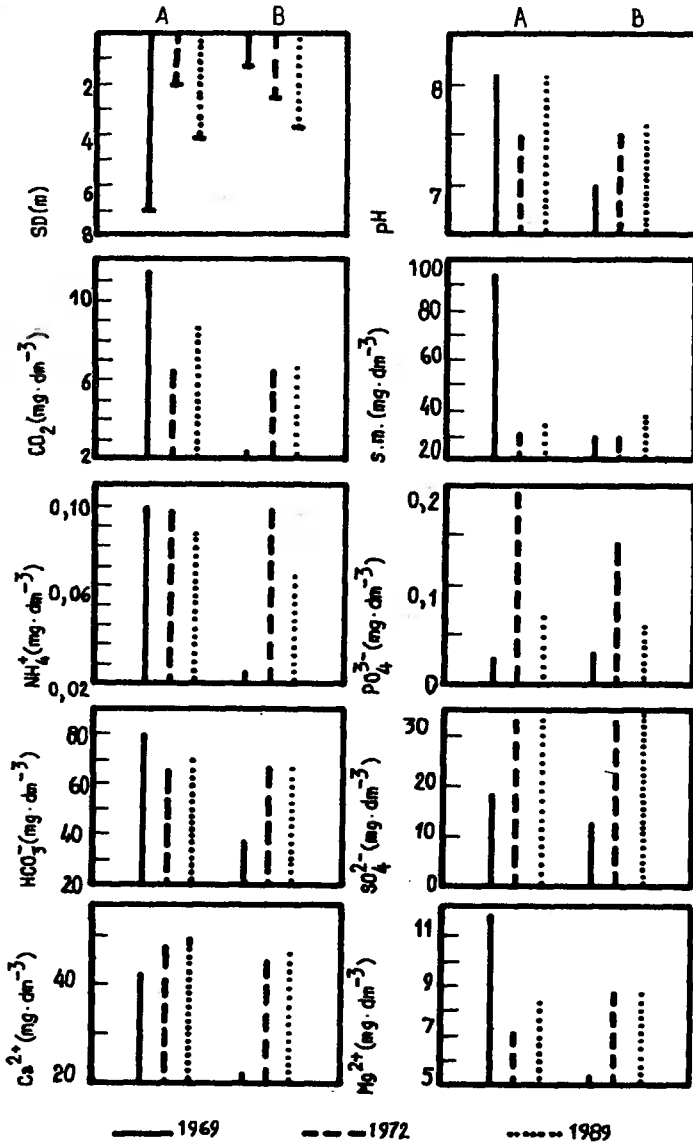 A B
2
4
6
8
SD(m)
A B
8
7
pH
10
6
2
CO2 (mg·dm−3)
100
80
60
40
20
s.m. (mg·dm−3)
0,10
0,06
0,02
NH4+ (mg·dm−3)
0,2
0,1
0
PO43− (mg·dm−3)
80
60
40
20
HCO3− (mg·dm−3)
30
20
10
0
SO42− (mg·dm−3)
40
20
Ca2+ (mg·dm−3)
11
9
7
5
Mg2+ (mg·dm−3)
1969 1972 1989